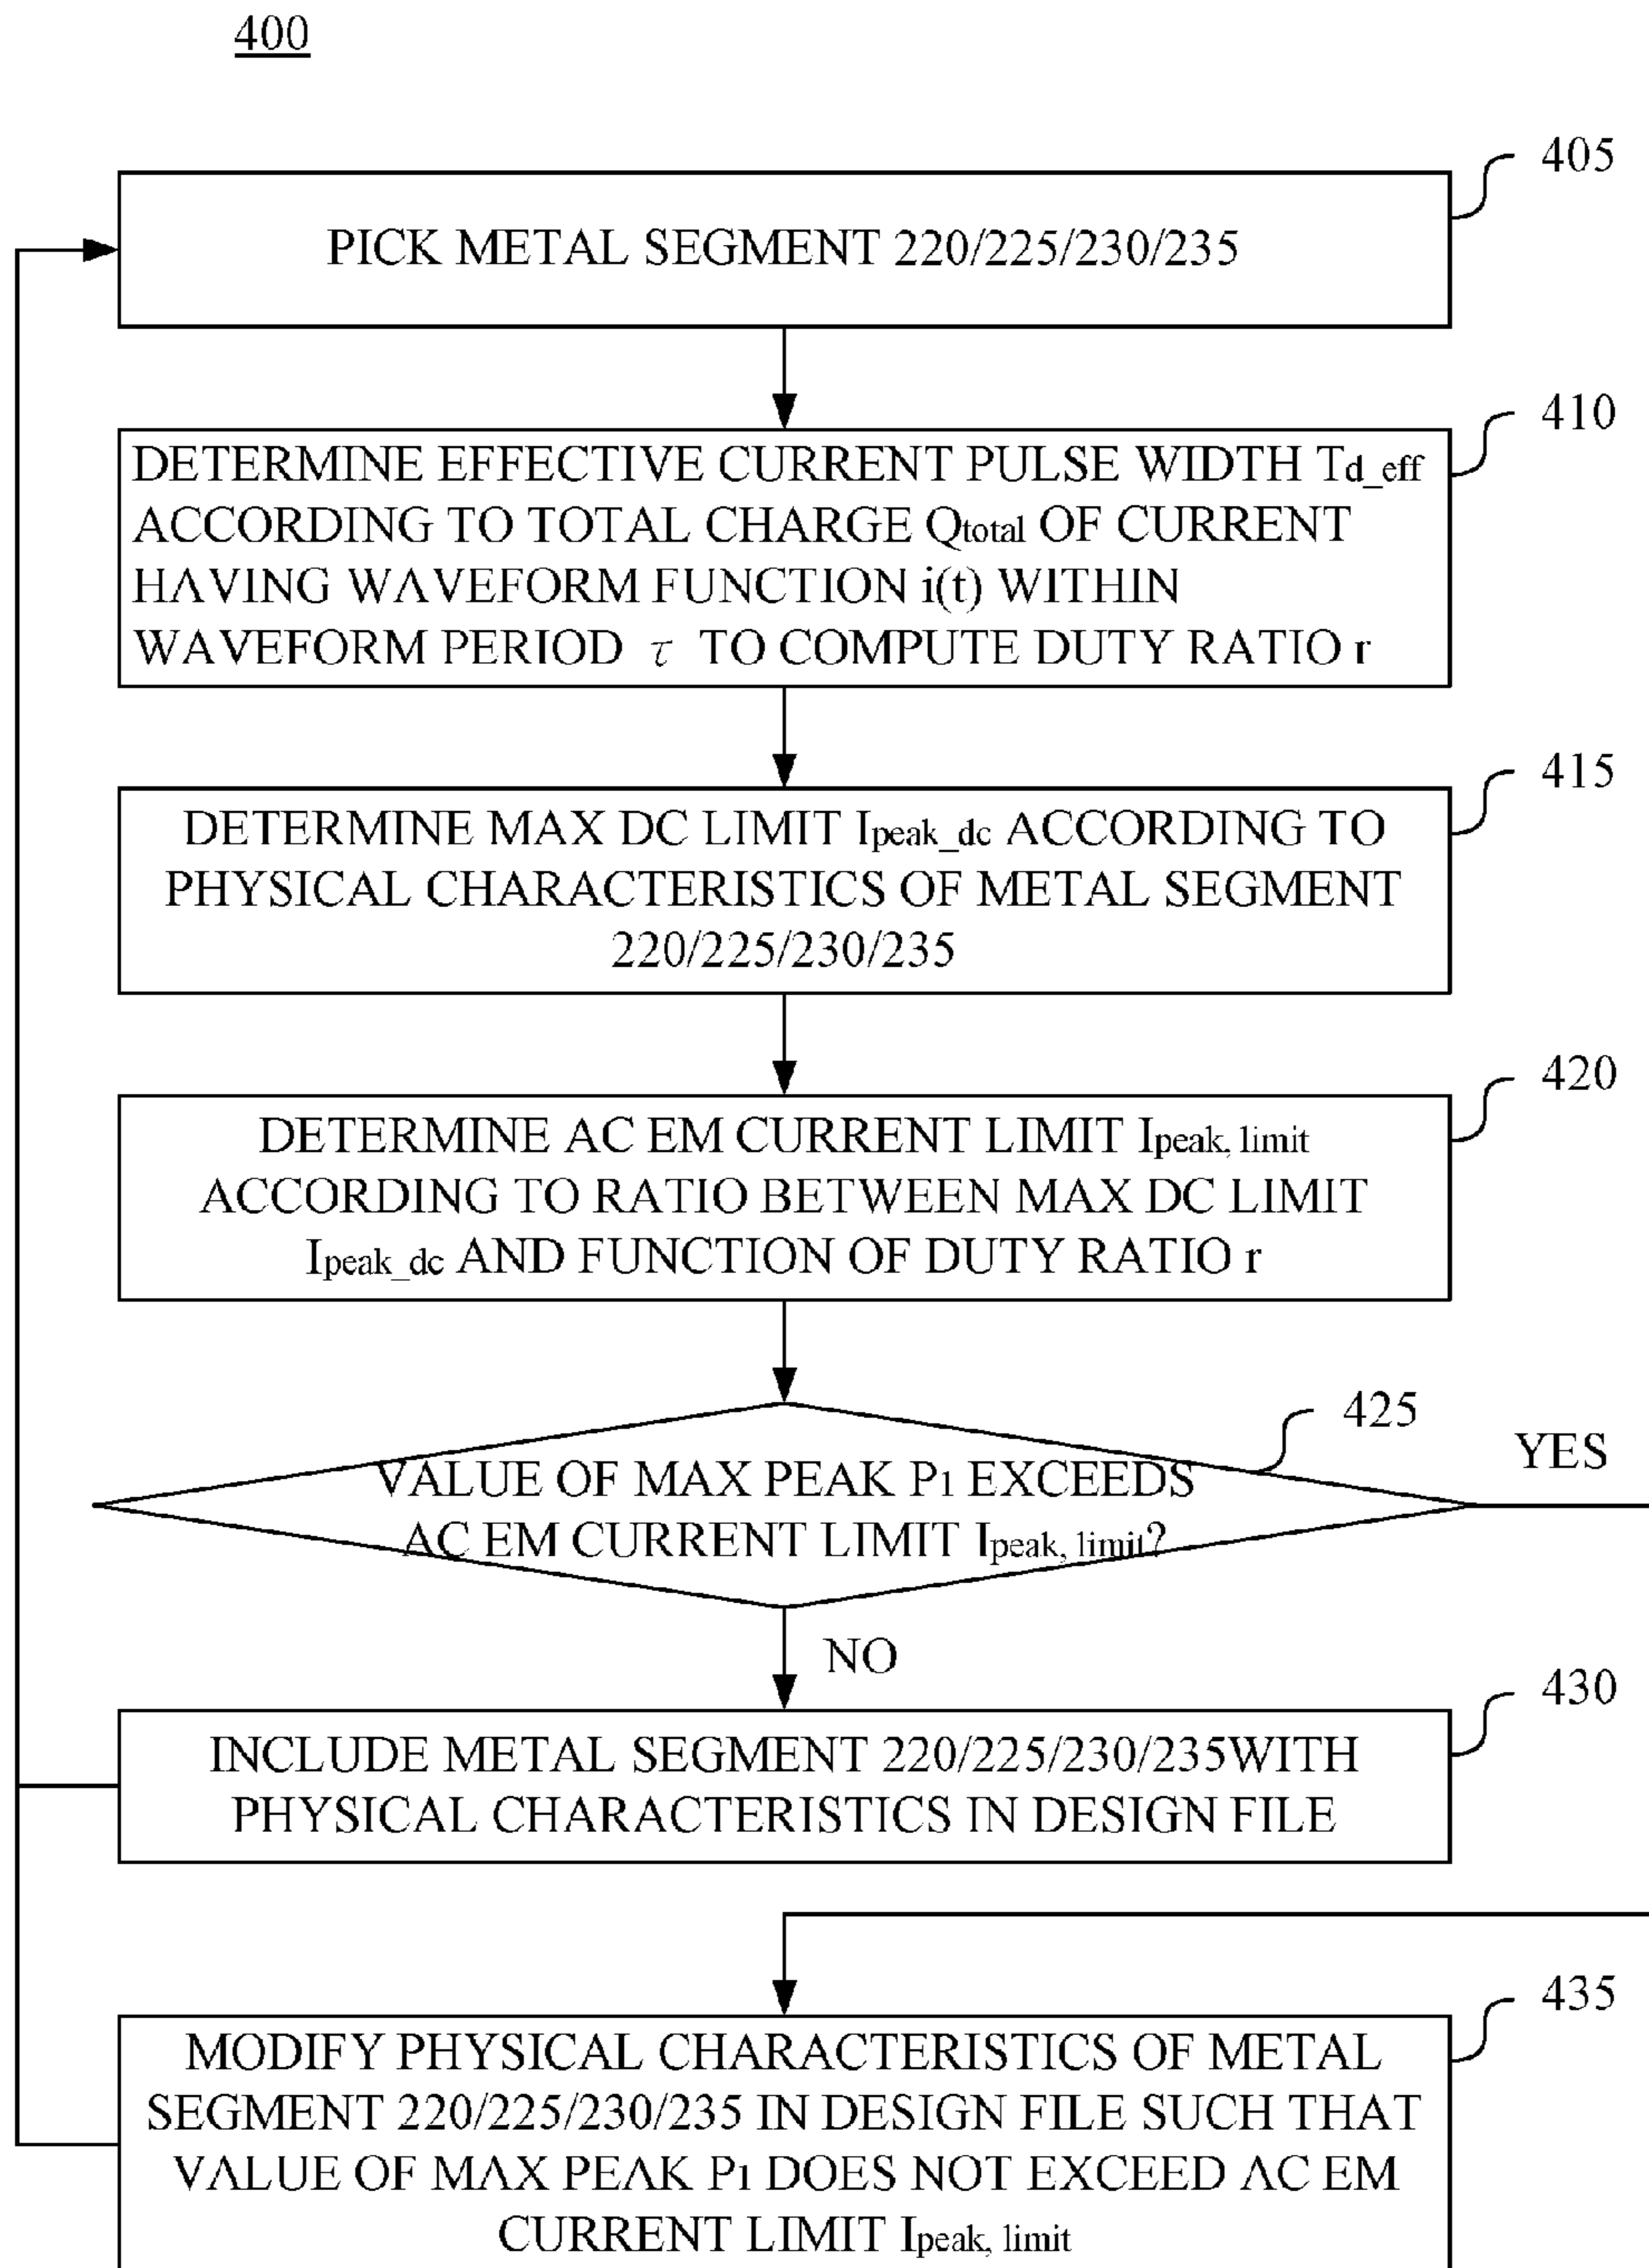 400
405
PICK METAL SEGMENT 220/225/230/235
410
DETERMINE EFFECTIVE CURRENT PULSE WIDTH Td_eff
ACCORDING TO TOTAL CHARGE Qtotal OF CURRENT
HAVING WAVEFORM FUNCTION i(t) WITHIN
WAVEFORM PERIOD τ TO COMPUTE DUTY RATIO r
415
DETERMINE MAX DC LIMIT Ipeak_dc ACCORDING TO
PHYSICAL CHARACTERISTICS OF METAL SEGMENT
220/225/230/235
420
DETERMINE AC EM CURRENT LIMIT Ipeak, limit
ACCORDING TO RATIO BETWEEN MAX DC LIMIT
Ipeak_dc AND FUNCTION OF DUTY RATIO r
425
YES
VALUE OF MAX PEAK P1 EXCEEDS
AC EM CURRENT LIMIT Ipeak, limit?
NO
430
INCLUDE METAL SEGMENT 220/225/230/235WITH
PHYSICAL CHARACTERISTICS IN DESIGN FILE
435
MODIFY PHYSICAL CHARACTERISTICS OF METAL
SEGMENT 220/225/230/235 IN DESIGN FILE SUCH THAT
VALUE OF MAX PEAK P1 DOES NOT EXCEED AC EM
CURRENT LIMIT Ipeak, limit